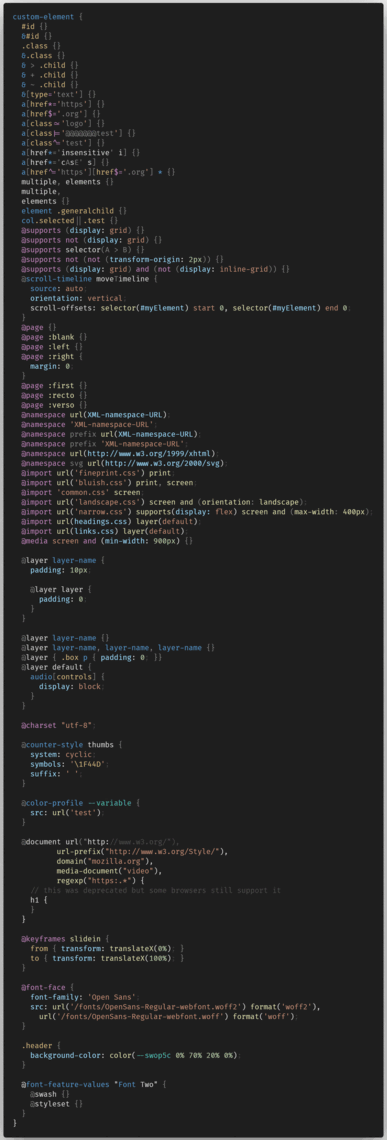 custom-element {
  #id {}
  &#id {}
  .class {}
  &.class {}
  & > .child {}
  & + .child {}
  & ~ .child {}
  &[type='text'] {}
  a[href*='https'] {}
  a[href$='.org'] {}
  a[class~='logo'] {}
  a[class|='@@@@@@@test'] {}
  a[class^='test'] {}
  a[href*='insensitive' i] {}
  a[href*='cAsE' s] {}
  a[href^='https'][href$='.org'] * {}
  multiple, elements {}
  multiple,
  elements {}
  element .generalchild {}
  col.selected||.test {}
  @supports (display: grid) {}
  @supports not (display: grid) {}
  @supports selector(A > B) {}
  @supports not (not (transform-origin: 2px)) {}
  @supports (display: grid) and (not (display: inline-grid)) {}
  @scroll-timeline moveTimeline {
    source: auto;
    orientation: vertical;
    scroll-offsets: selector(#myElement) start 0, selector(#myElement) end 0;
  }
  @page {}
  @page :blank {}
  @page :left {}
  @page :right {
    margin: 0;
  }
  @page :first {}
  @page :recto {}
  @page :verso {}
  @namespace url(XML-namespace-URL);
  @namespace 'XML-namespace-URL';
  @namespace prefix url(XML-namespace-URL);
  @namespace prefix 'XML-namespace-URL';
  @namespace url(http://www.w3.org/1999/xhtml);
  @namespace svg url(http://www.w3.org/2000/svg);
  @import url('fineprint.css') print;
  @import url('bluish.css') print, screen;
  @import 'common.css' screen;
  @import url('landscape.css') screen and (orientation: landscape);
  @import url('narrow.css') supports(display: flex) screen and (max-width: 400px);
  @import url(headings.css) layer(default);
  @import url(links.css) layer(default);
  @media screen and (min-width: 900px) {}

  @layer layer-name {
    padding: 10px;

    @layer layer {
      padding: 0;
    }
  }

  @layer layer-name {}
  @layer layer-name, layer-name, layer-name {}
  @layer { .box p { padding: 0; }}
  @layer default {
    audio[controls] {
      display: block;
    }
  }

  @charset "utf-8";

  @counter-style thumbs {
    system: cyclic;
    symbols: '\1F44D';
    suffix: ' ';
  }

  @color-profile --variable {
    src: url('test');
  }

  @document url("http://www.w3.org/"),
          url-prefix("http://www.w3.org/Style/"),
          domain("mozilla.org"),
          media-document("video"),
          regexp("https:.*") {
    // this was deprecated but some browsers still support it
    h1 {
    }
  }

  @keyframes slidein {
    from { transform: translateX(0%); }
    to { transform: translateX(100%); }
  }

  @font-face {
    font-family: 'Open Sans';
    src: url('/fonts/OpenSans-Regular-webfont.woff2') format('woff2'),
      url('/fonts/OpenSans-Regular-webfont.woff') format('woff');
  }

  .header {
    background-color: color(--swop5c 0% 70% 20% 0%);
  }

  @font-feature-values "Font Two" {
    @swash {}
    @styleset {}
  }
}